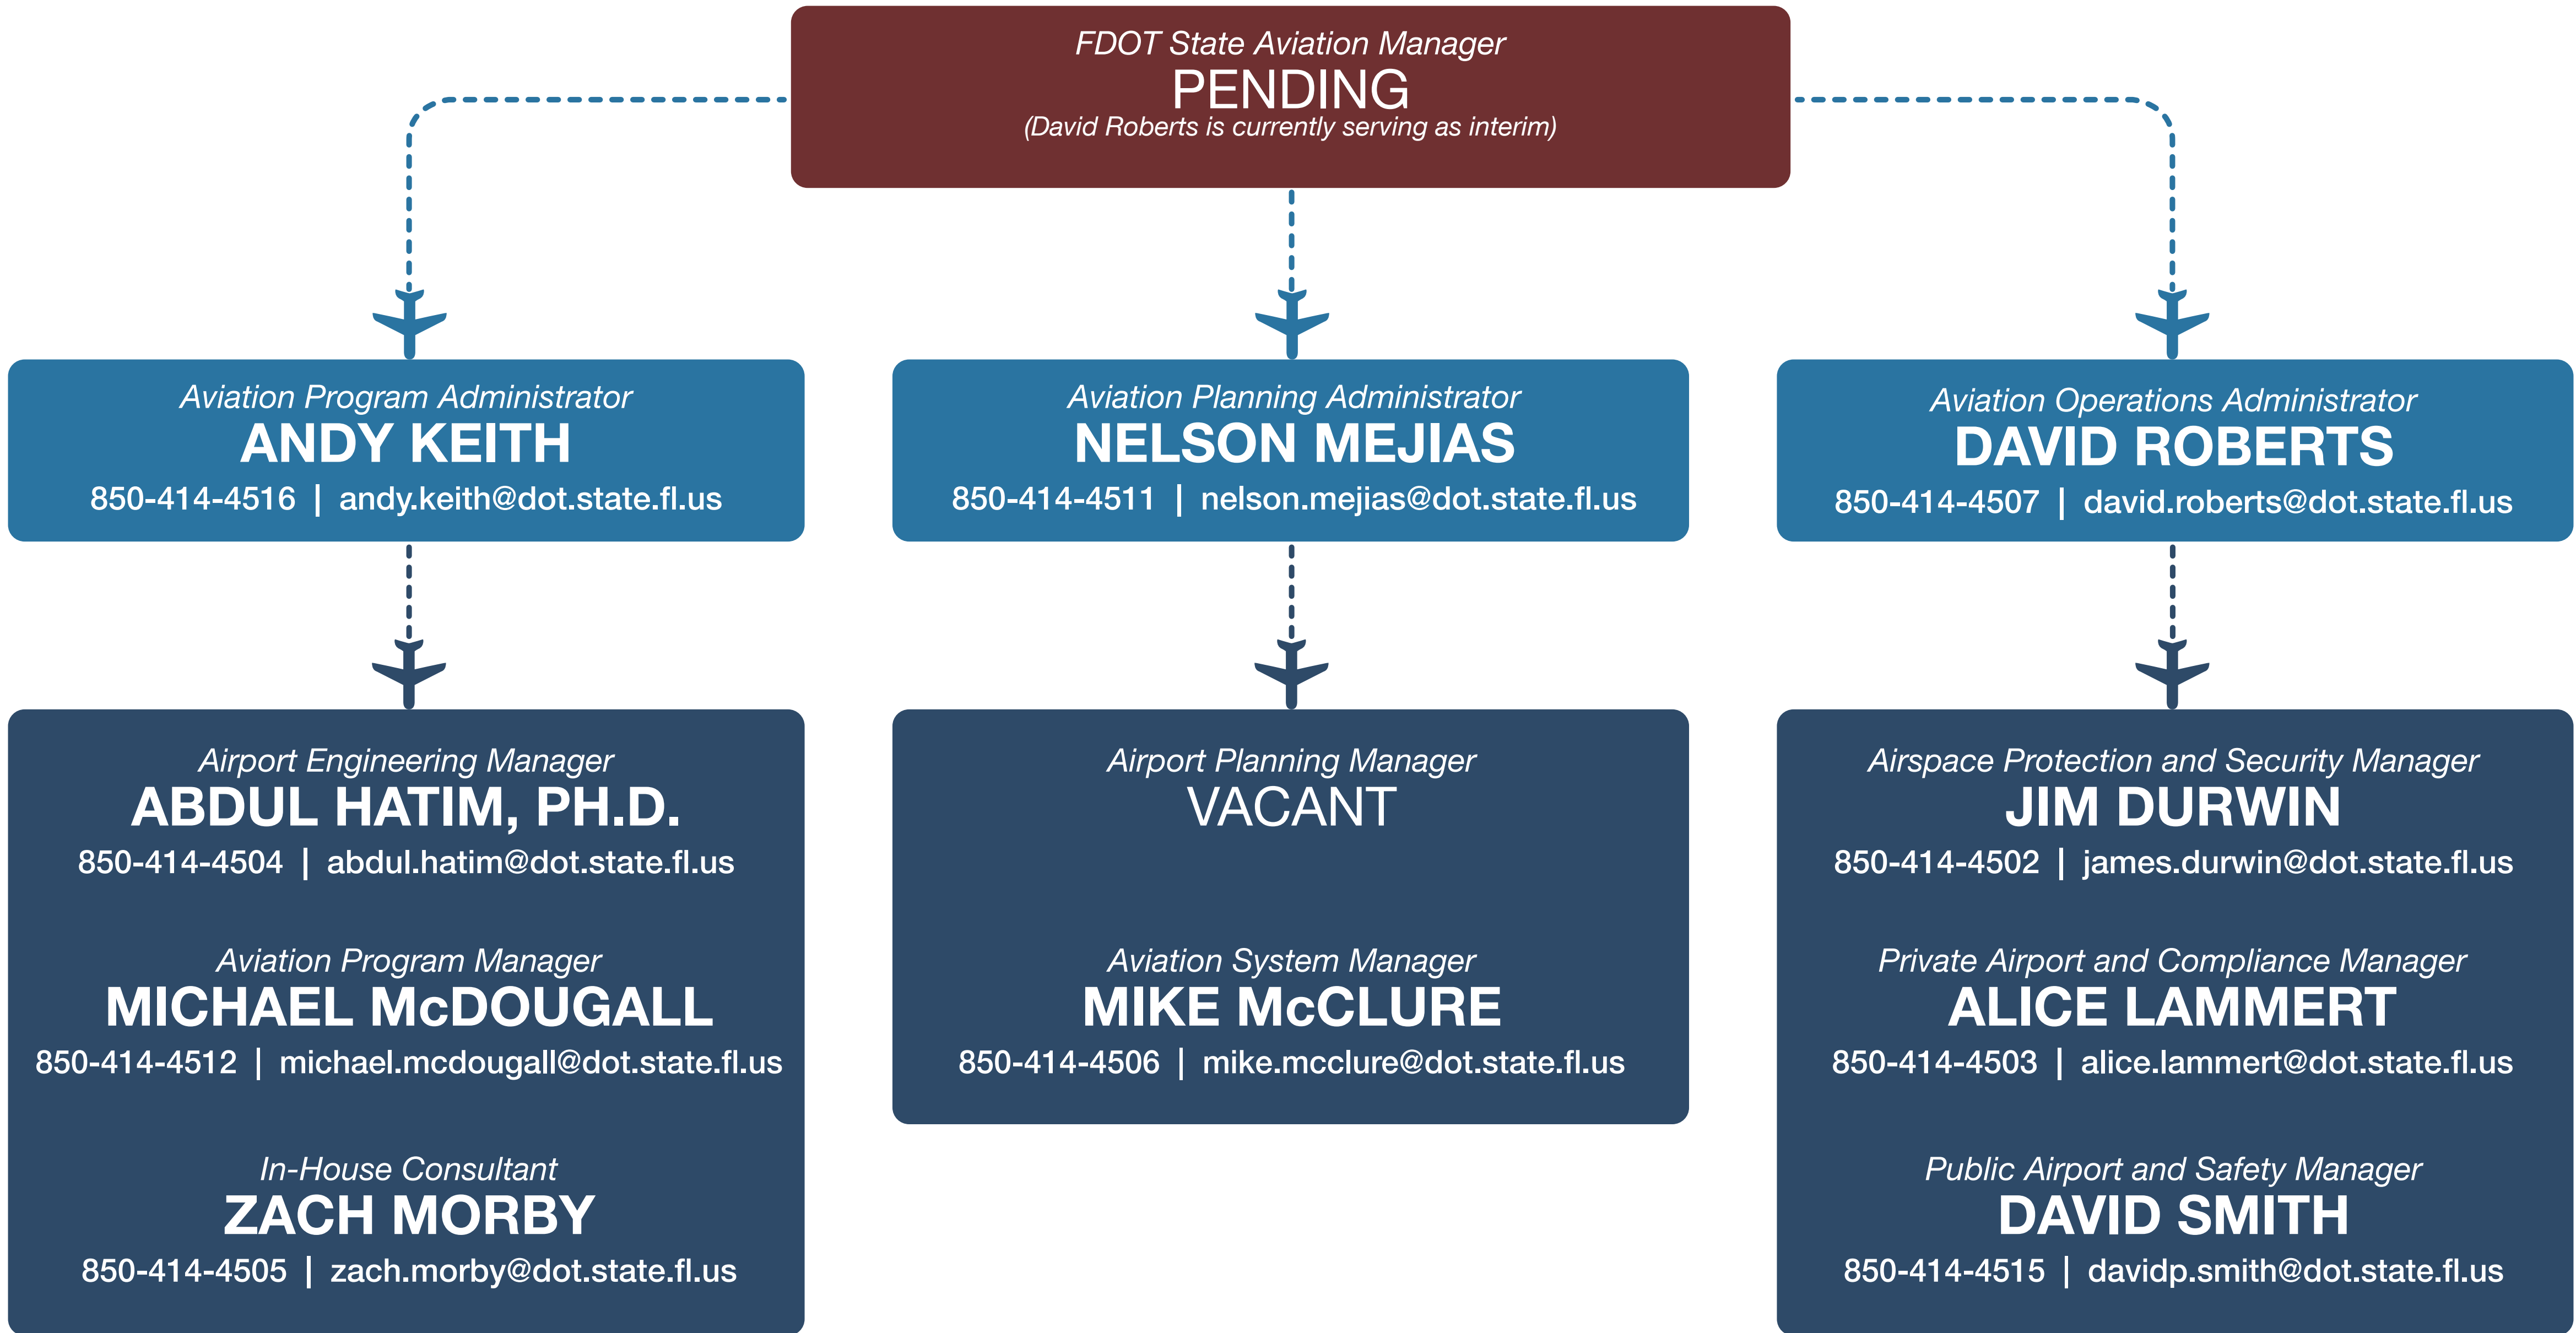 FDOT State Aviation Manager
PENDING
(David Roberts is currently serving as interim)
Aviation Program Administrator
ANDY KEITH
850-414-4516 | andy.keith@dot.state.fl.us
Aviation Planning Administrator
NELSON MEJIAS
850-414-4511 | nelson.mejias@dot.state.fl.us
Aviation Operations Administrator
DAVID ROBERTS
850-414-4507 | david.roberts@dot.state.fl.us
Airport Engineering Manager
ABDUL HATIM, PH.D.
850-414-4504 | abdul.hatim@dot.state.fl.us
Aviation Program Manager
MICHAEL McDOUGALL
850-414-4512 | michael.mcdougall@dot.state.fl.us
In-House Consultant
ZACH MORBY
850-414-4505 | zach.morby@dot.state.fl.us
Airport Planning Manager
VACANT
Aviation System Manager
MIKE McCLURE
850-414-4506 | mike.mcclure@dot.state.fl.us
Airspace Protection and Security Manager
JIM DURWIN
850-414-4502 | james.durwin@dot.state.fl.us
Private Airport and Compliance Manager
ALICE LAMMERT
850-414-4503 | alice.lammert@dot.state.fl.us
Public Airport and Safety Manager
DAVID SMITH
850-414-4515 | davidp.smith@dot.state.fl.us